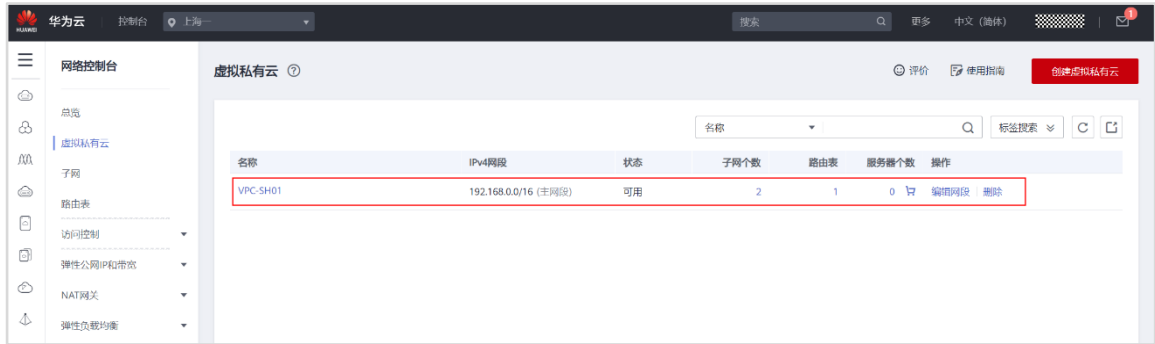 HUAWEI 华为云 控制台 上海一 搜索 更多 中文 (简体) 1
网络控制台
虚拟私有云 ? 评价 使用指南 创建虚拟私有云
总览
虚拟私有云
子网
路由表
访问控制
弹性公网IP和带宽
NAT网关
弹性负载均衡
名称 标签搜索
名称 IPv4网段 状态 子网个数 路由表 服务器个数 操作
VPC-SH01 192.168.0.0/16 (主网段) 可用 2 1 0 编辑网段 删除